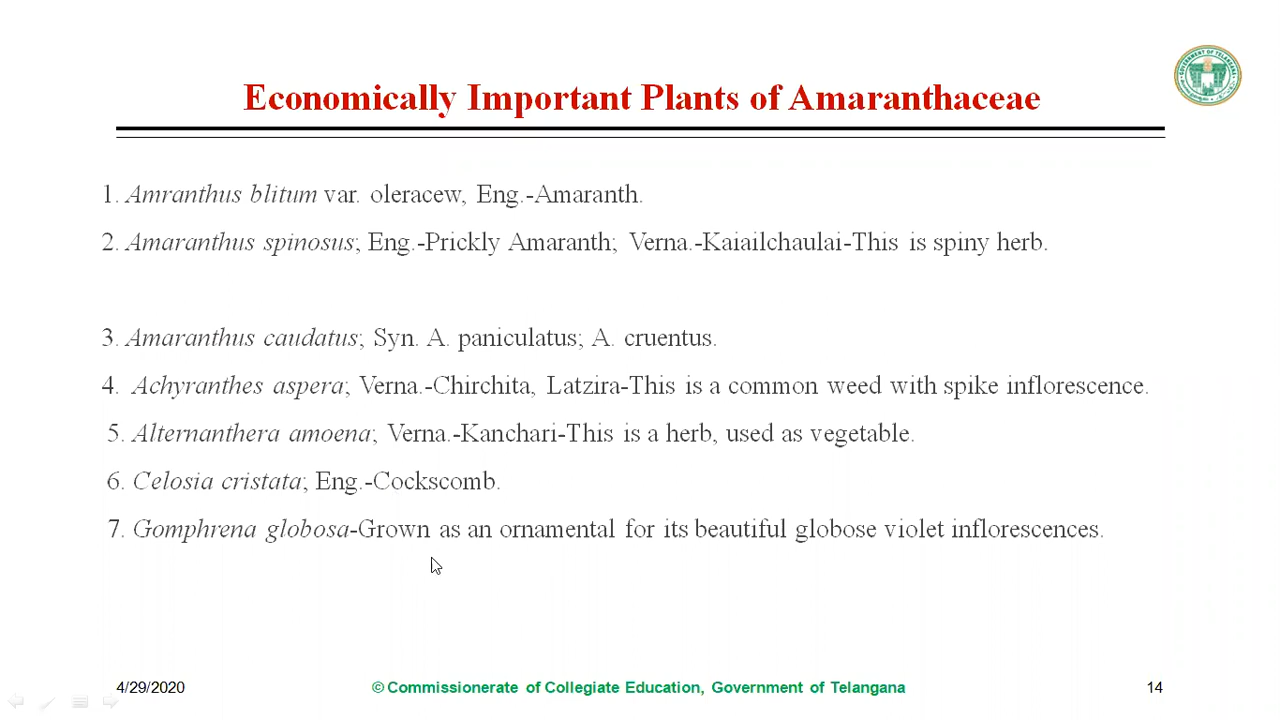 Economically Important Plants of Amaranthaceae
1. Amranthus blitum var. oleracew, Eng.-Amaranth.
2. Amaranthus spinosus; Eng.-Prickly Amaranth; Verna.-Kaiailchaulai-This is spiny herb.
3. Amaranthus caudatus; Syn. A. paniculatus; A. cruentus.
4. Achyranthes aspera; Verna.-Chirchita, Latzira-This is a common weed with spike inflorescence.
5. Alternanthera amoena; Verna.-Kanchari-This is a herb, used as vegetable.
6. Celosia cristata; Eng.-Cockscomb.
7. Gomphrena globosa-Grown as an ornamental for its beautiful globose violet inflorescences.
4/29/2020
© Commissionerate of Collegiate Education, Government of Telangana
14